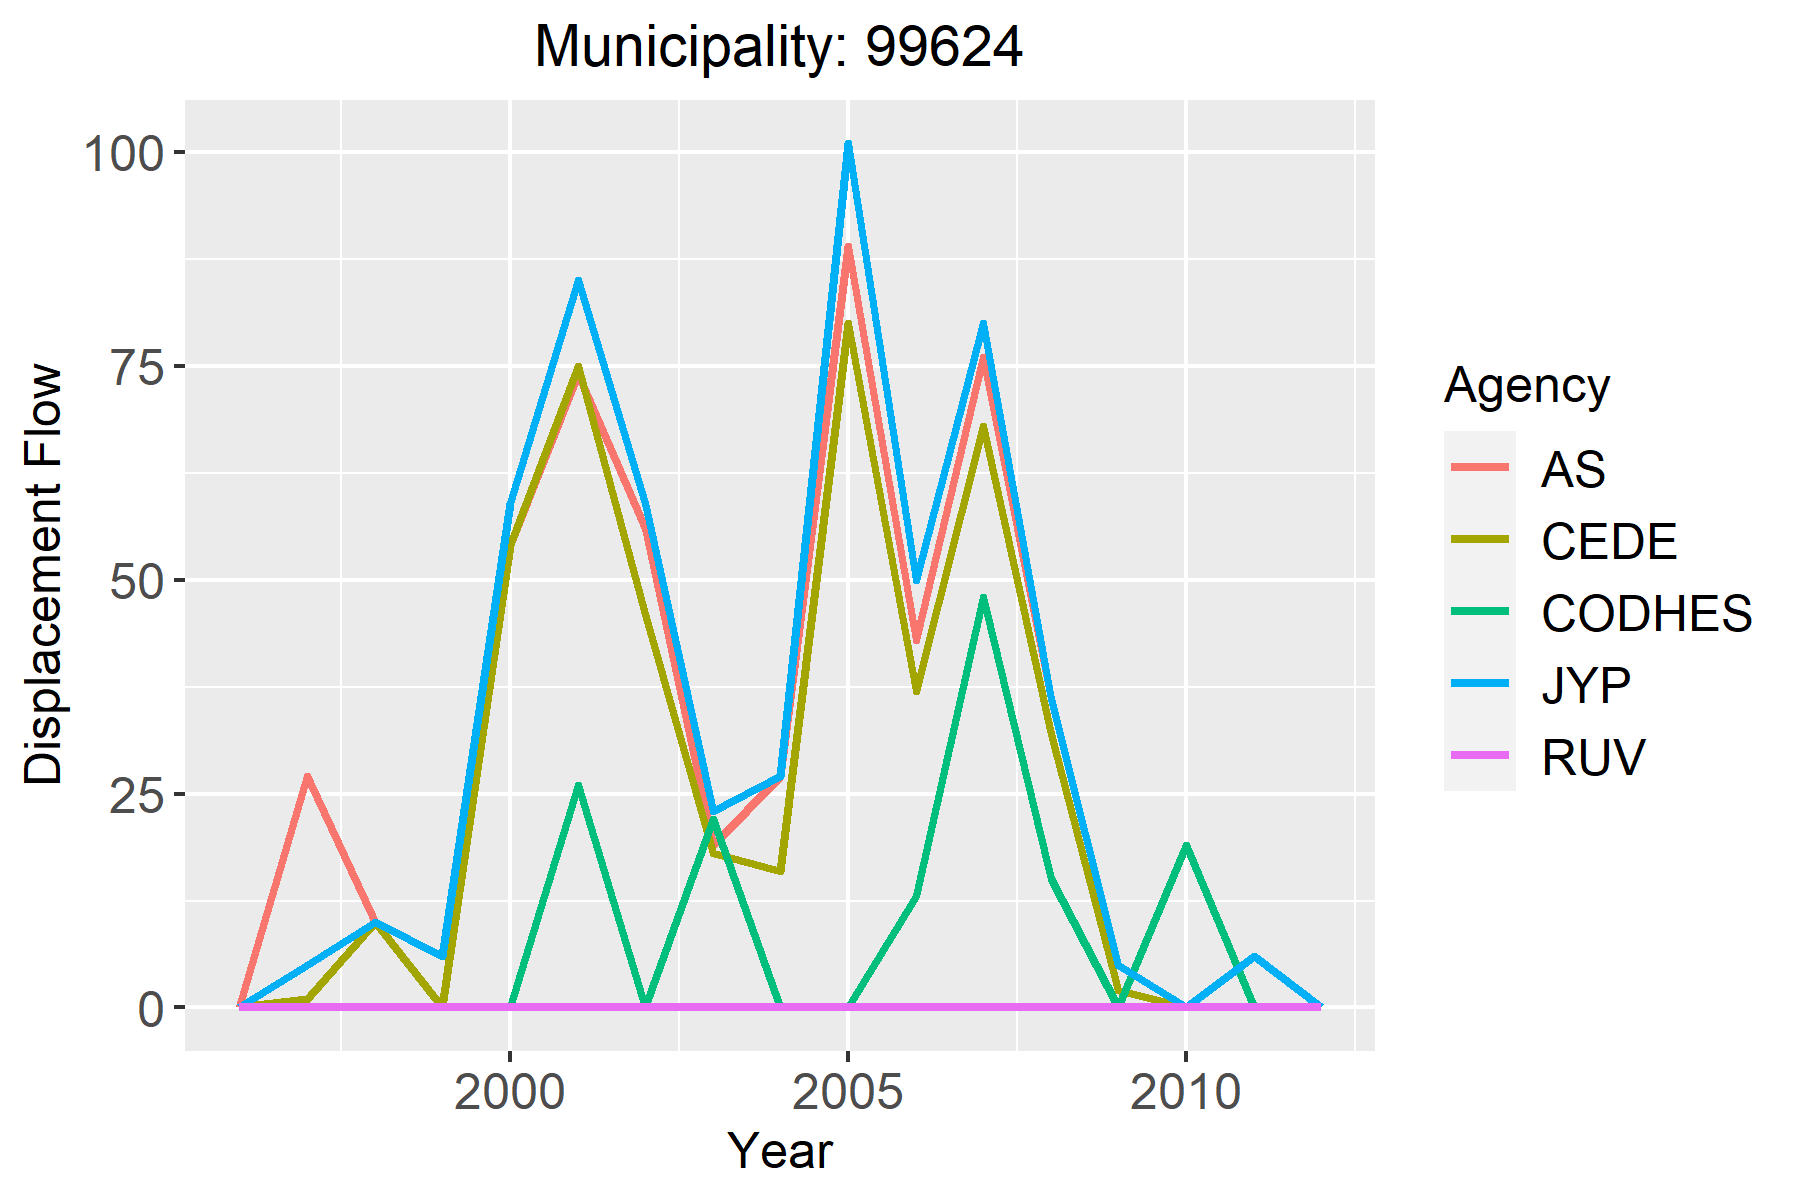 Municipality: 99624
Displacement Flow
100
75
50
25
0
2000 2005 2010
Year
Agency
AS
CEDE
CODHES
JYP
RUV